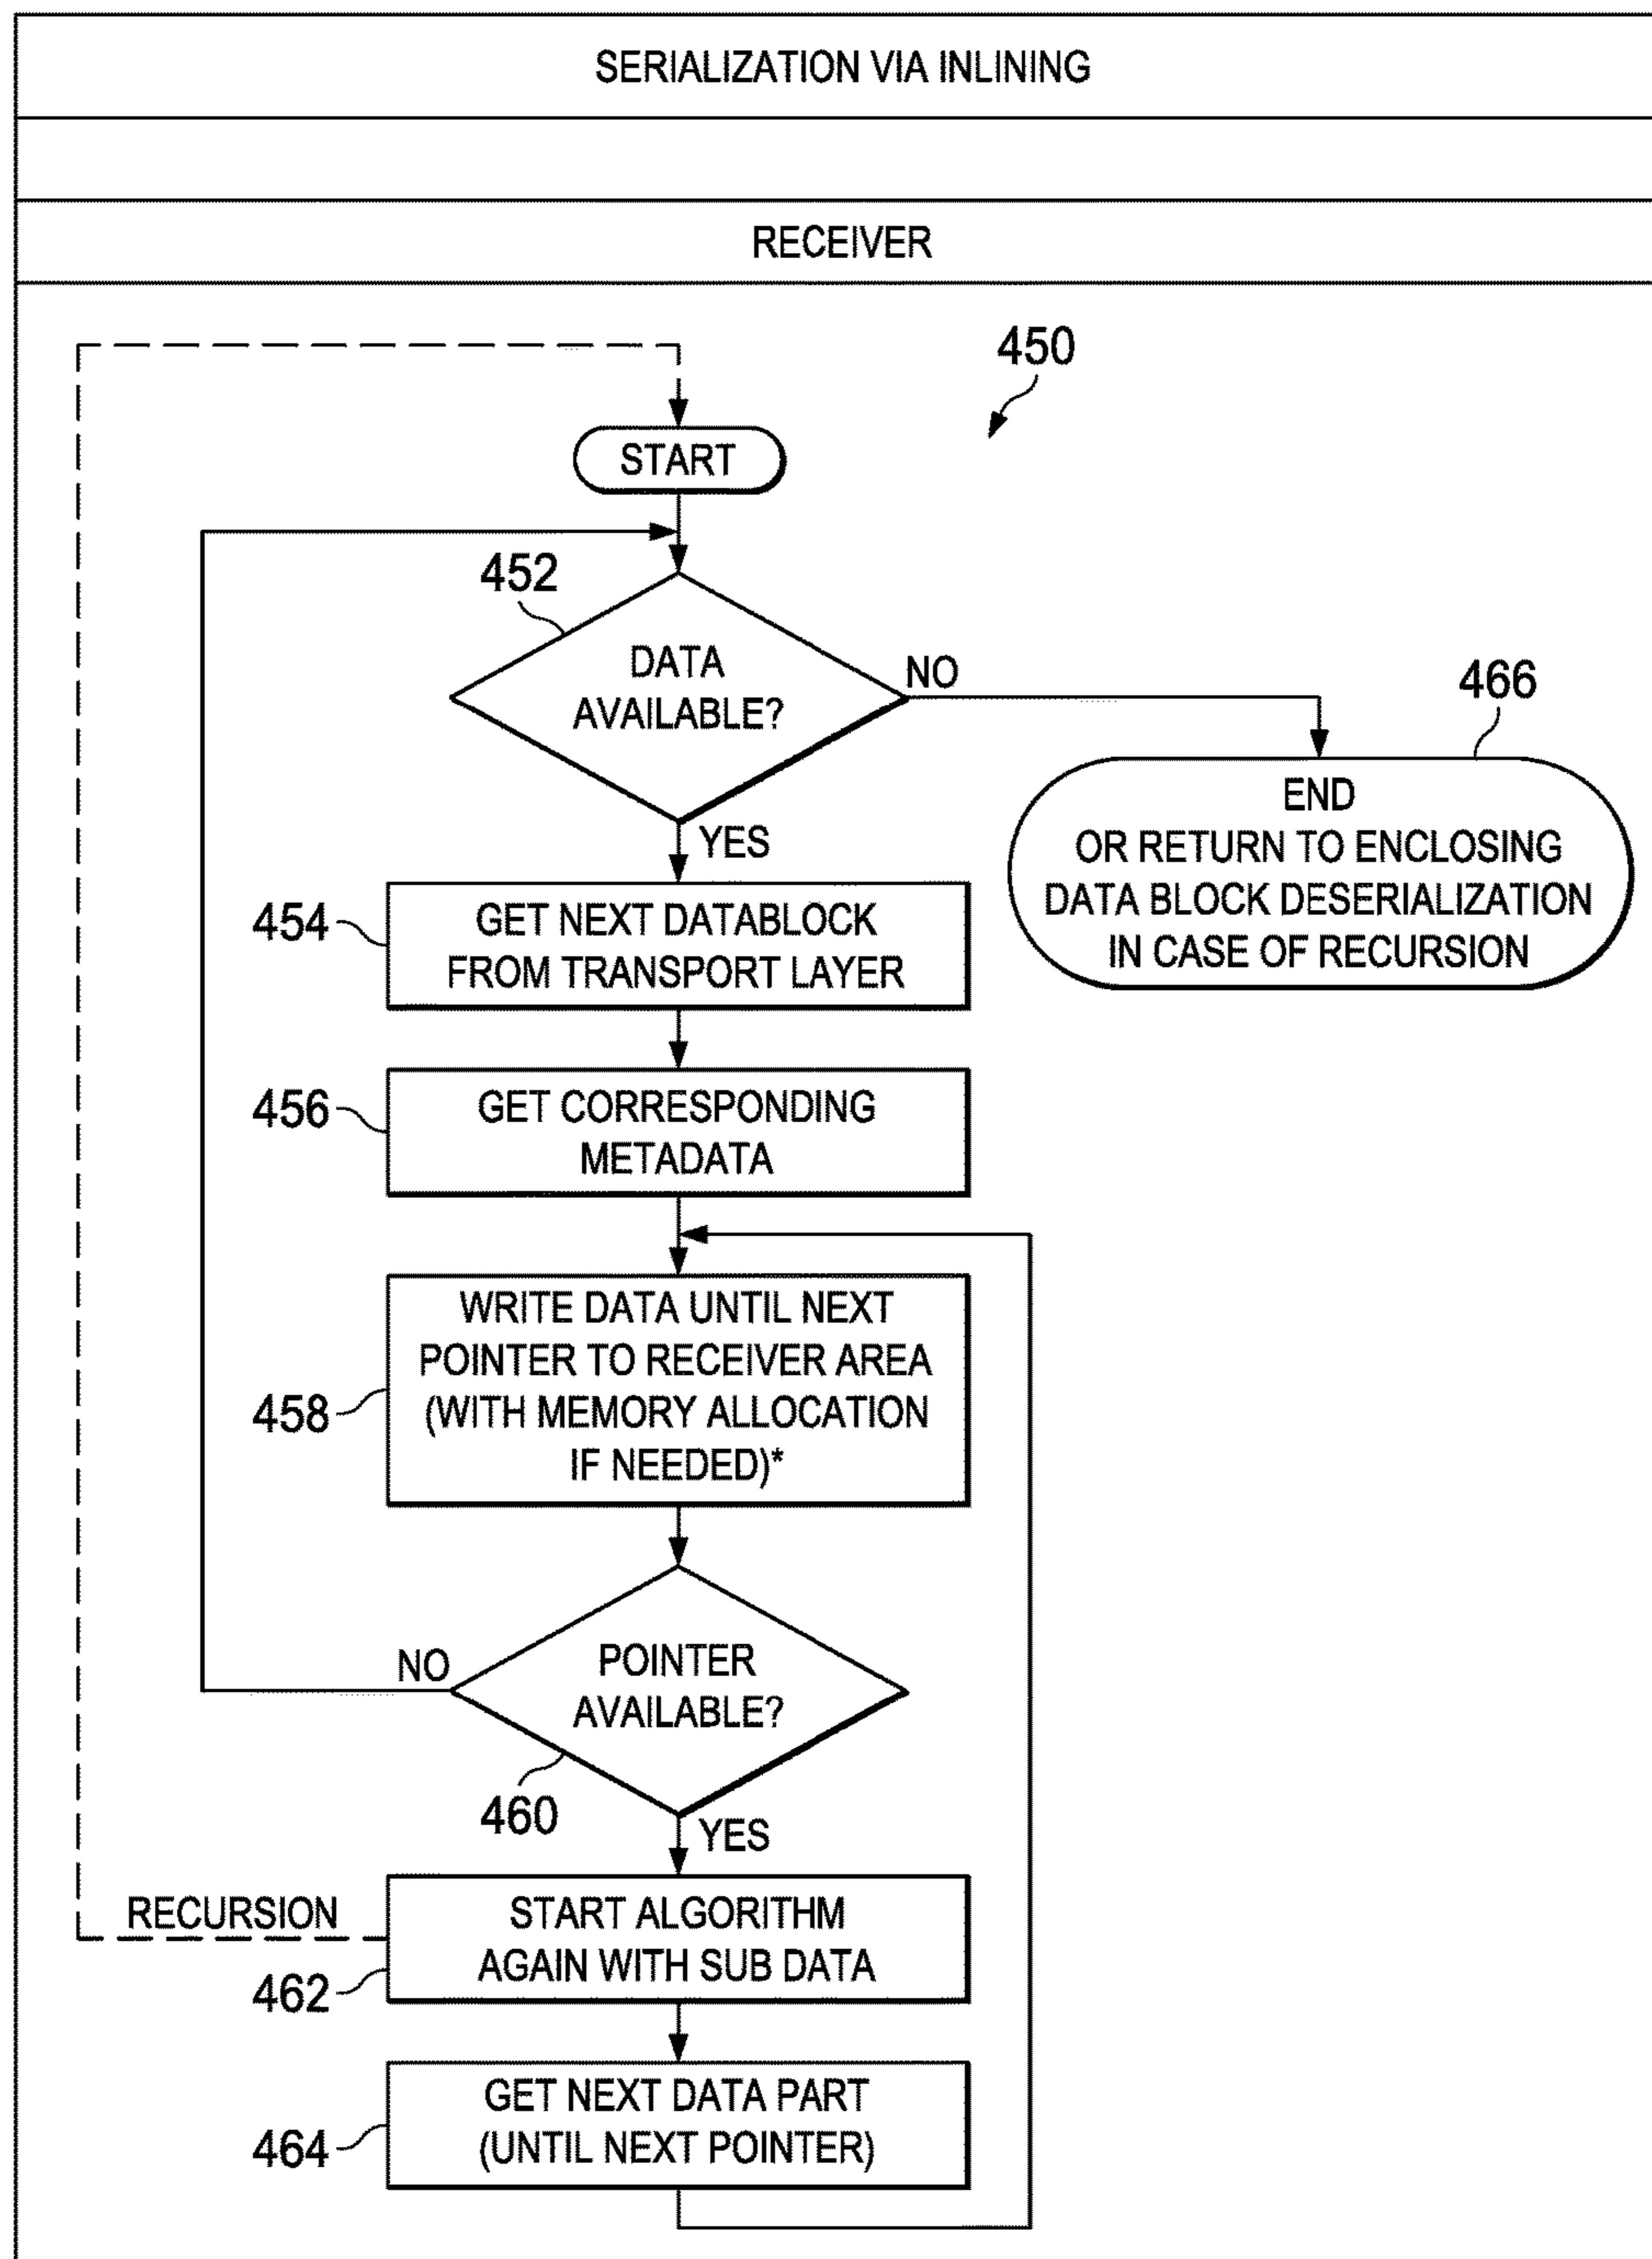 SERIALIZATION VIA INLINING
RECEIVER
450
START
452
DATA
AVAILABLE?
NO
YES
466
END
OR RETURN TO ENCLOSING
DATA BLOCK DESERIALIZATION
IN CASE OF RECURSION
454
GET NEXT DATABLOCK
FROM TRANSPORT LAYER
456
GET CORRESPONDING
METADATA
458
WRITE DATA UNTIL NEXT
POINTER TO RECEIVER AREA
(WITH MEMORY ALLOCATION
IF NEEDED)*
NO
POINTER
AVAILABLE?
460
YES
RECURSION
START ALGORITHM
AGAIN WITH SUB DATA
462
GET NEXT DATA PART
(UNTIL NEXT POINTER)
464